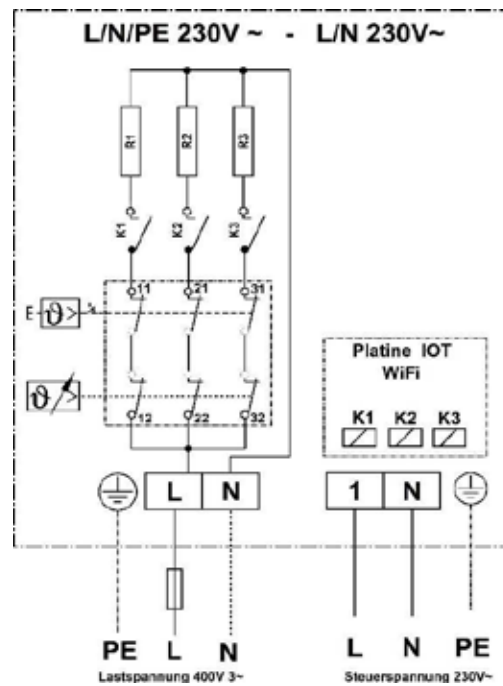 L/N/PE 230V ~ - L/N 230V~
R1 R2 R3
K1 K2 K3
11 21 31
E ϑ >
ϑ >
12 22 32
Platine IOT
WiFi
K1 K2 K3
L N
1 N
PE L N
L N PE
Lastspannung 400V 3~
Steuerspannung 230V~